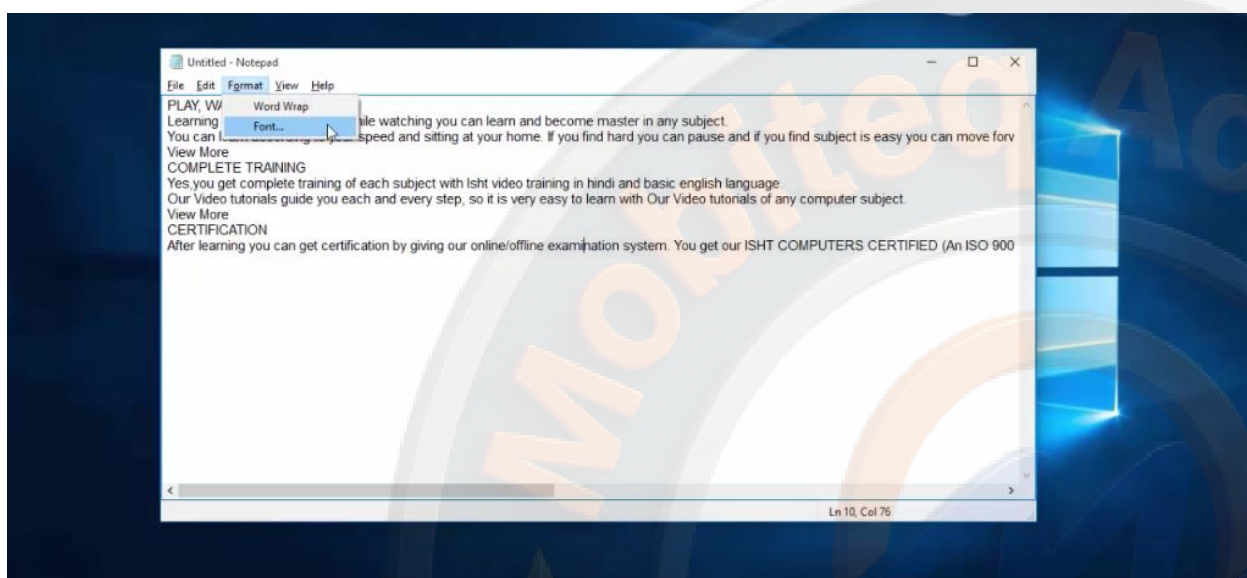 Untitled - Notepad
File Edit Format View Help
PLAY, WA
Word Wrap
Learning ile watching you can learn and become master in any subject.
Font...
You can l speed and sitting at your home. If you find hard you can pause and if you find subject is easy you can move forv
View More
COMPLETE TRAINING
Yes,you get complete training of each subject with Isht video training in hindi and basic english language.
Our Video tutorials guide you each and every step, so it is very easy to learn with Our Video tutorials of any computer subject.
View More
CERTIFICATION
After learning you can get certification by giving our online/offline examination system. You get our ISHT COMPUTERS CERTIFIED (An ISO 900
Ln 10, Col 76
Mobiteq Ac